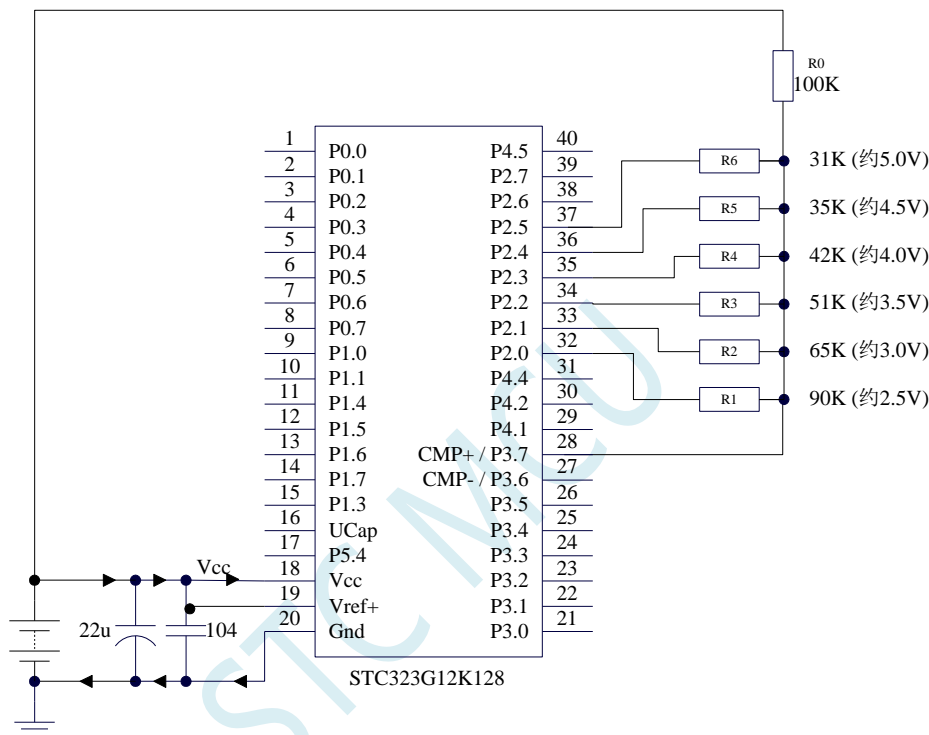 R0
100K
1
2
3
4
5
6
7
8
9
10
11
12
13
14
15
16
17
18
19
20
P0.0
P0.1
P0.2
P0.3
P0.4
P0.5
P0.6
P0.7
P1.0
P1.1
P1.4
P1.5
P1.6
P1.7
P1.3
UCap
P5.4
Vcc
Vref+
Gnd
P4.5
P2.7
P2.6
P2.5
P2.4
P2.3
P2.2
P2.1
P2.0
P4.4
P4.2
P4.1
CMP+ / P3.7
CMP- / P3.6
P3.5
P3.4
P3.3
P3.2
P3.1
P3.0
40
39
38
37
36
35
34
33
32
31
30
29
28
27
26
25
24
23
22
21
R6
31K (约5.0V)
R5
35K (约4.5V)
R4
42K (约4.0V)
R3
51K (约3.5V)
R2
65K (约3.0V)
R1
90K (约2.5V)
Vcc
22u
104
STC323G12K128
STC MCU